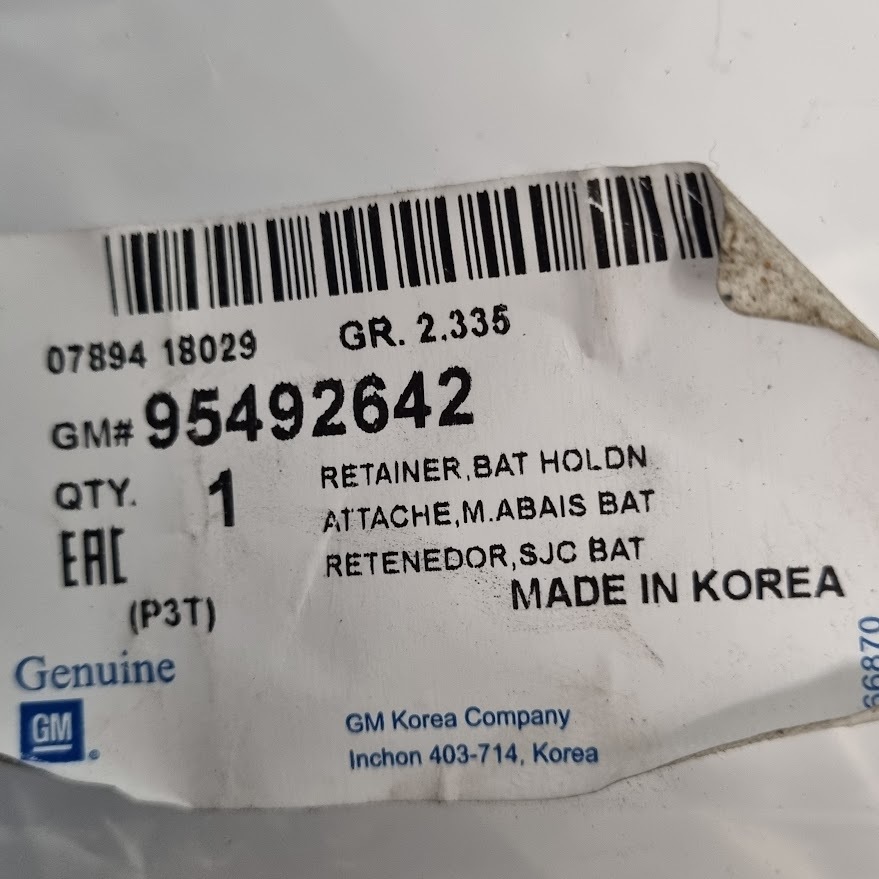 07894 18029 GR. 2.335
GM# 95492642
QTY. 1
RETAINER,BAT HOLDN
ATTACHE,M.ABAIS BAT
RETENEDOR,SJC BAT
EAC
MADE IN KOREA
(P3T)
Genuine
GM
®
GM Korea Company
Inchon 403-714, Korea
66870